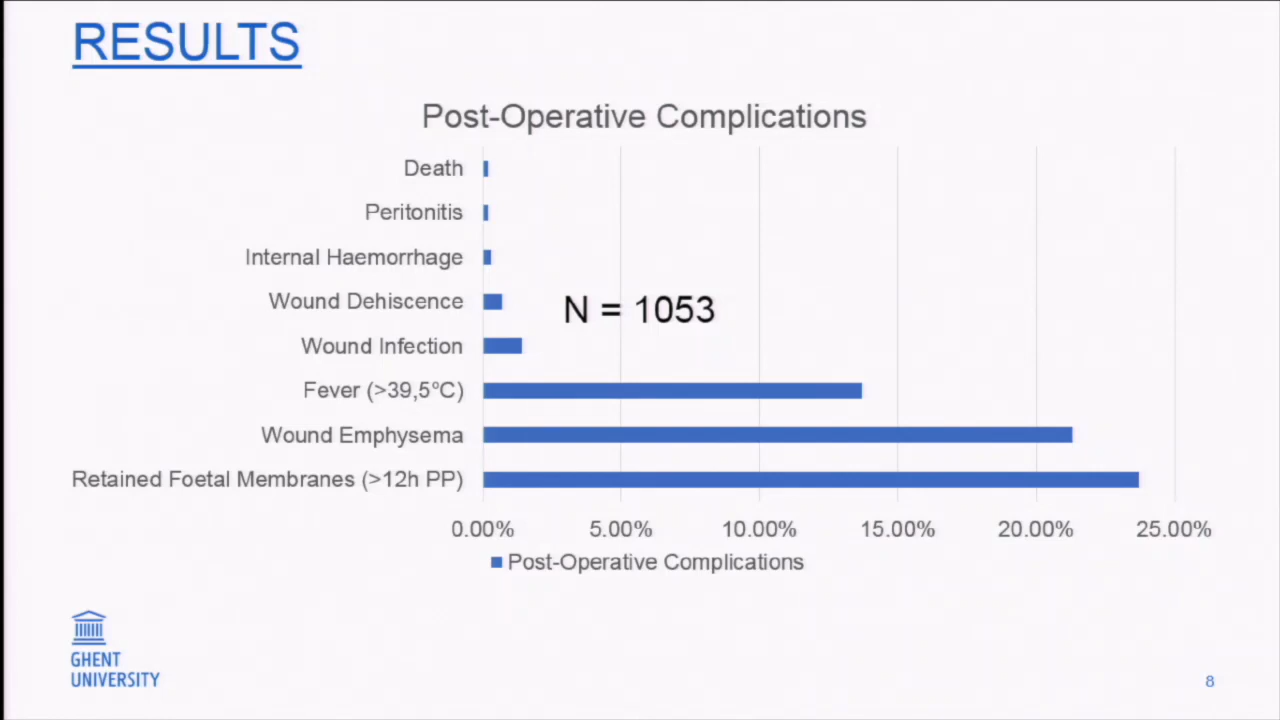 RESULTS
Post-Operative Complications
Death
Peritonitis
Internal Haemorrhage
Wound Dehiscence
N = 1053
Wound Infection
Fever (>39,5°C)
Wound Emphysema
Retained Foetal Membranes (>12h PP)
0.00% 5.00% 10.00% 15.00% 20.00% 25.00%
Post-Operative Complications
GHENT
UNIVERSITY
8